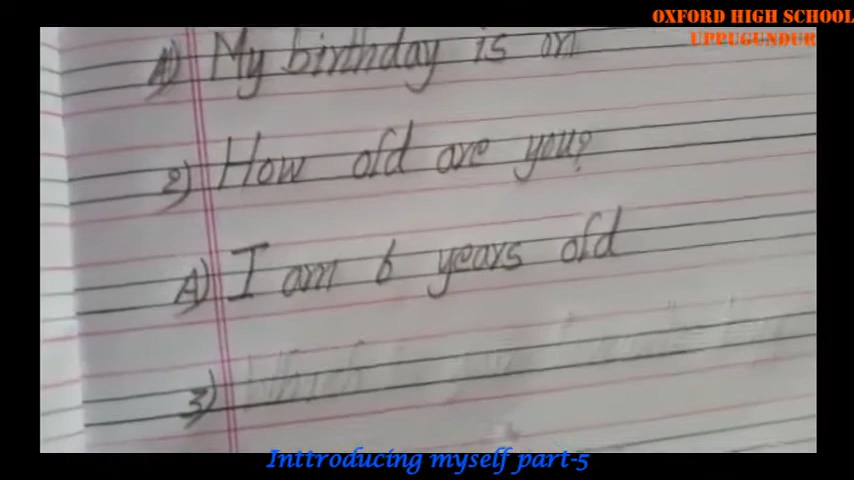 OXFORD HIGH SCHOOL
UPPUGUNDUR
A) My birthday is on
2) How old are you?
A) I am 6 years old
3) Which
Inttroducing myself part-5